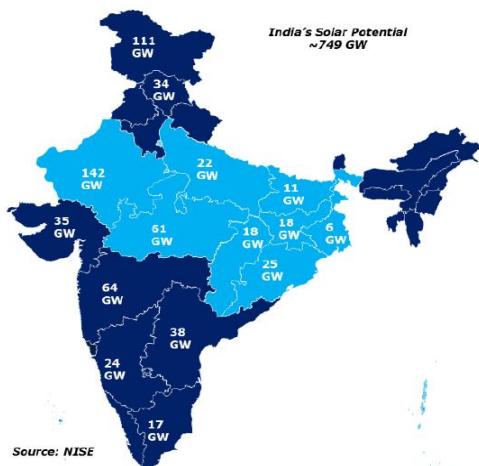 India's Solar Potential
~749 GW
111
GW
34
GW
142
GW
22
GW
11
GW
35
GW
61
GW
18
GW
18
GW
6
GW
25
GW
64
GW
38
GW
24
GW
17
GW
Source: NISE